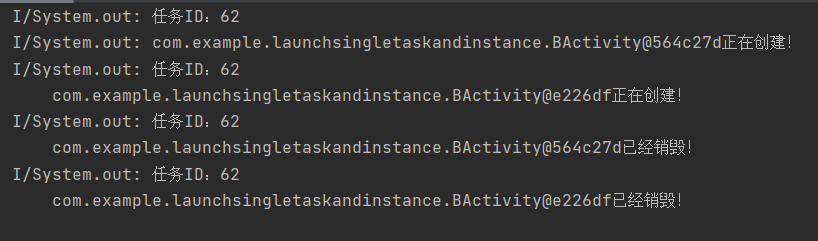 I/System.out: 任务ID：62
I/System.out: com.example.launchsingletaskandinstance.BActivity@564c27d正在创建！
I/System.out: 任务ID：62
com.example.launchsingletaskandinstance.BActivity@e226df正在创建！
I/System.out: 任务ID：62
com.example.launchsingletaskandinstance.BActivity@564c27d已经销毁！
I/System.out: 任务ID：62
com.example.launchsingletaskandinstance.BActivity@e226df已经销毁！